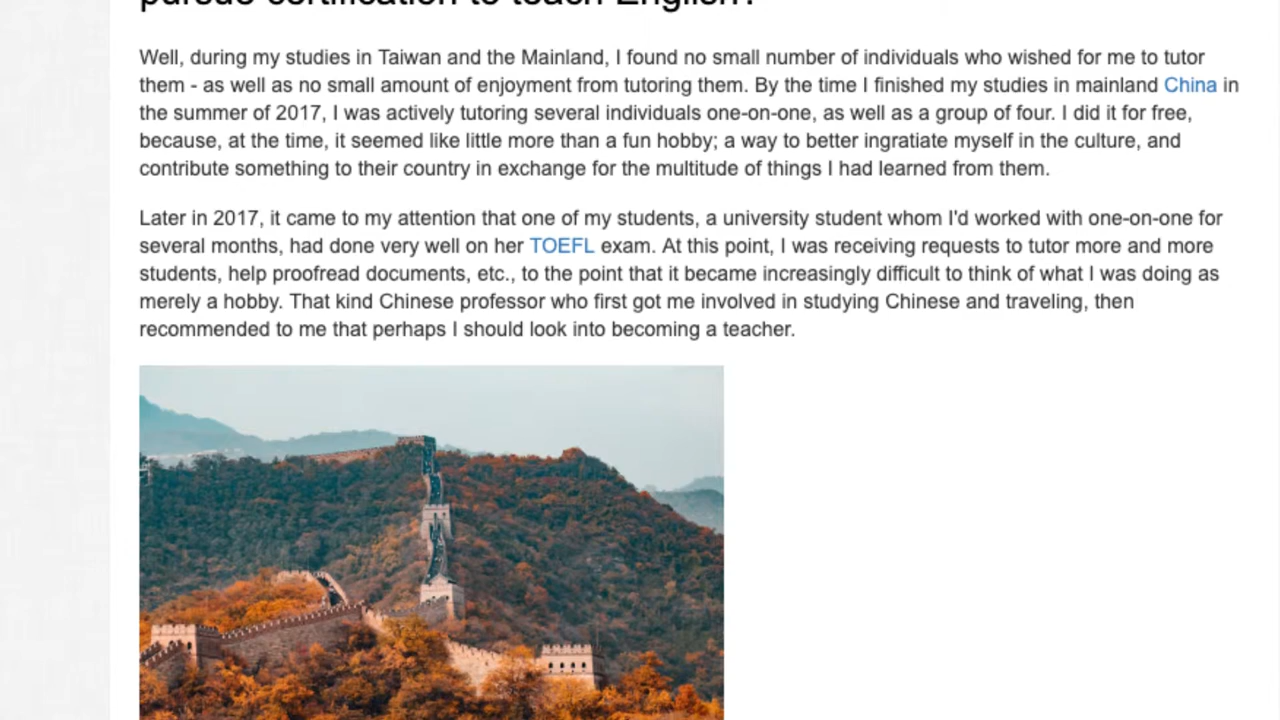 pursue certification to teach English?
Well, during my studies in Taiwan and the Mainland, I found no small number of individuals who wished for me to tutor
them - as well as no small amount of enjoyment from tutoring them. By the time I finished my studies in mainland China in
the summer of 2017, I was actively tutoring several individuals one-on-one, as well as a group of four. I did it for free,
because, at the time, it seemed like little more than a fun hobby; a way to better ingratiate myself in the culture, and
contribute something to their country in exchange for the multitude of things I had learned from them.
Later in 2017, it came to my attention that one of my students, a university student whom I'd worked with one-on-one for
several months, had done very well on her TOEFL exam. At this point, I was receiving requests to tutor more and more
students, help proofread documents, etc., to the point that it became increasingly difficult to think of what I was doing as
merely a hobby. That kind Chinese professor who first got me involved in studying Chinese and traveling, then
recommended to me that perhaps I should look into becoming a teacher.